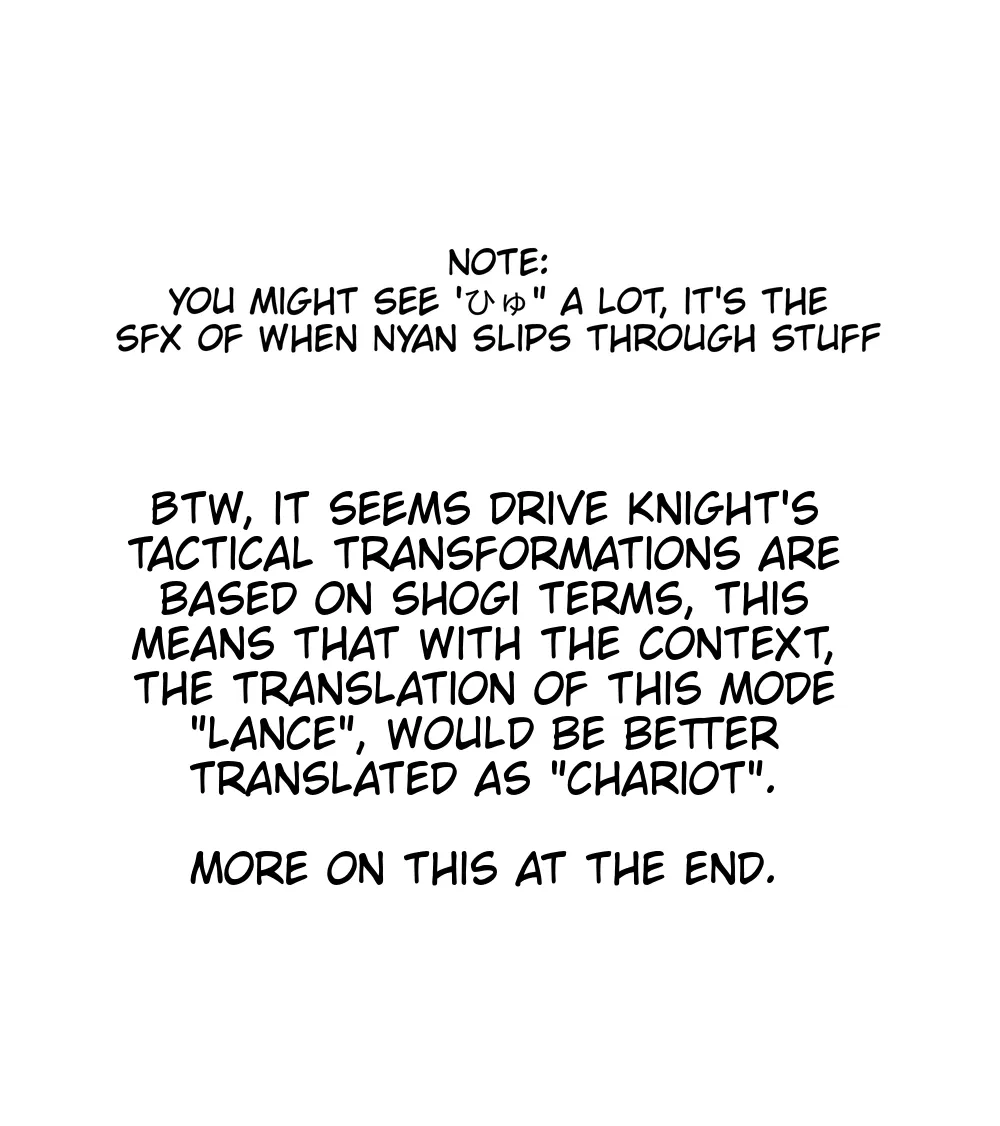 NOTE:
YOU MIGHT SEE 'ひゅ" A LOT, IT'S THE
SFX OF WHEN NYAN SLIPS THROUGH STUFF
BTW, IT SEEMS DRIVE KNIGHT'S
TACTICAL TRANSFORMATIONS ARE
BASED ON SHOGI TERMS, THIS
MEANS THAT WITH THE CONTEXT,
THE TRANSLATION OF THIS MODE
"LANCE", WOULD BE BETTER
TRANSLATED AS "CHARIOT".
MORE ON THIS AT THE END.